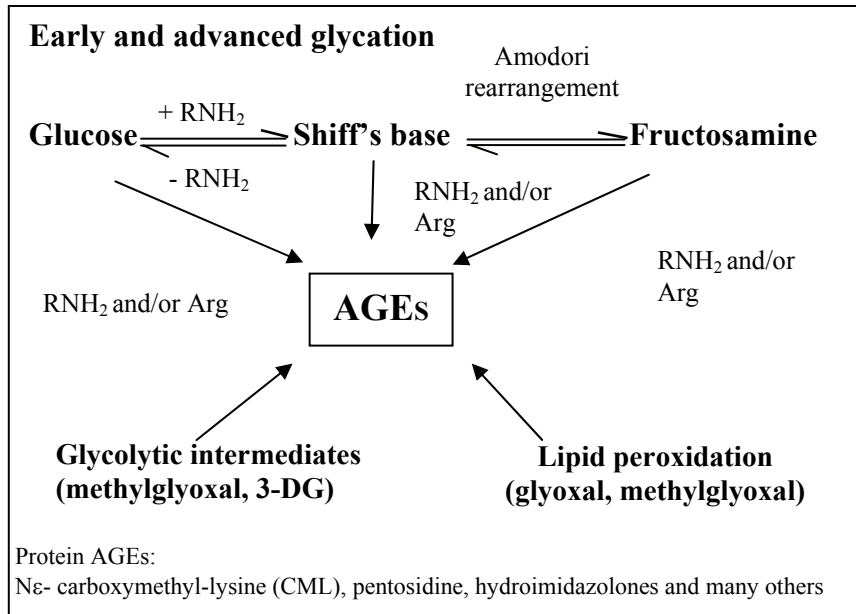 Early and advanced glycation
Amodori
rearrangement
+ RNH₂
Glucose
Shiff's base
Fructosamine
- RNH₂
RNH₂ and/or
Arg
RNH₂ and/or
Arg
RNH₂ and/or Arg
AGEs
Glycolytic intermediates
(methylglyoxal, 3-DG)
Lipid peroxidation
(glyoxal, methylglyoxal)
Protein AGEs:
Nε- carboxymethyl-lysine (CML), pentosidine, hydroimidazolones and many others